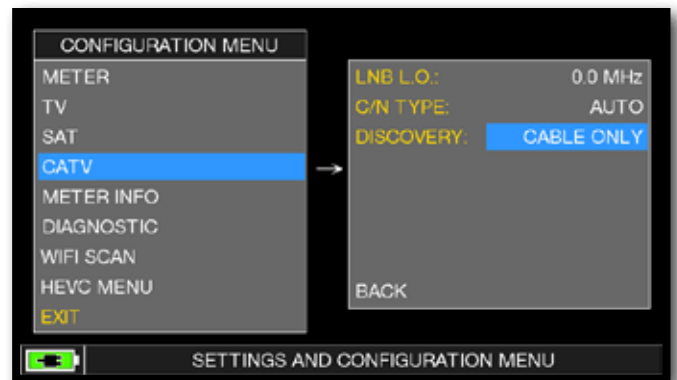 CONFIGURATION MENU
METER
TV
SAT
CATV
METER INFO
DIAGNOSTIC
WIFI SCAN
HEVC MENU
EXIT
LNB L.O.: 0.0 MHz
C/N TYPE: AUTO
DISCOVERY: CABLE ONLY
BACK
SETTINGS AND CONFIGURATION MENU